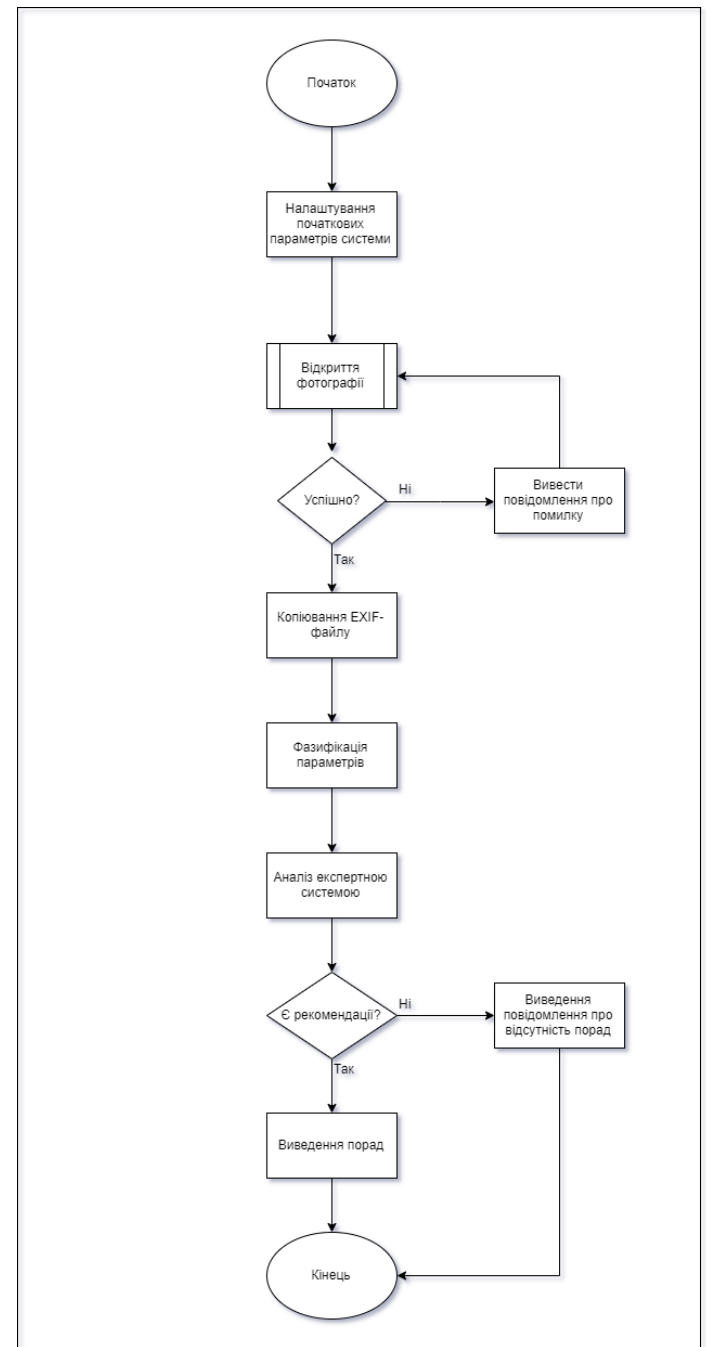 Початок
Налаштування
початкових
параметрів системи
Відкриття
фотографії
Успішно?
Ні
Вивести
повідомлення про
помилку
Так
Копіювання EXIF-
файлу
Фазифікація
параметрів
Аналіз експертною
системою
Є рекомендації?
Ні
Виведення
повідомлення про
відсутність порад
Так
Виведення порад
Кінець